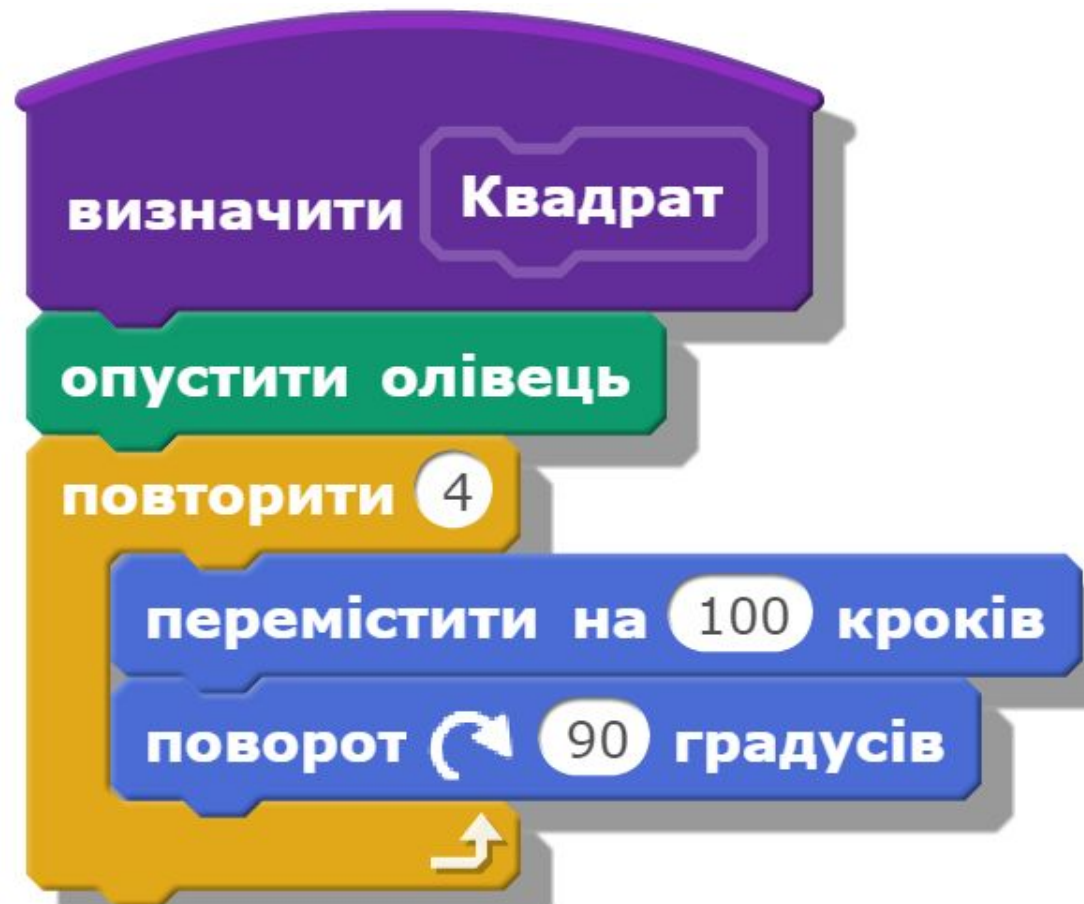 визначити Квадрат
опустити олівець
повторити 4
перемістити на 100 кроків
поворот 90 градусів